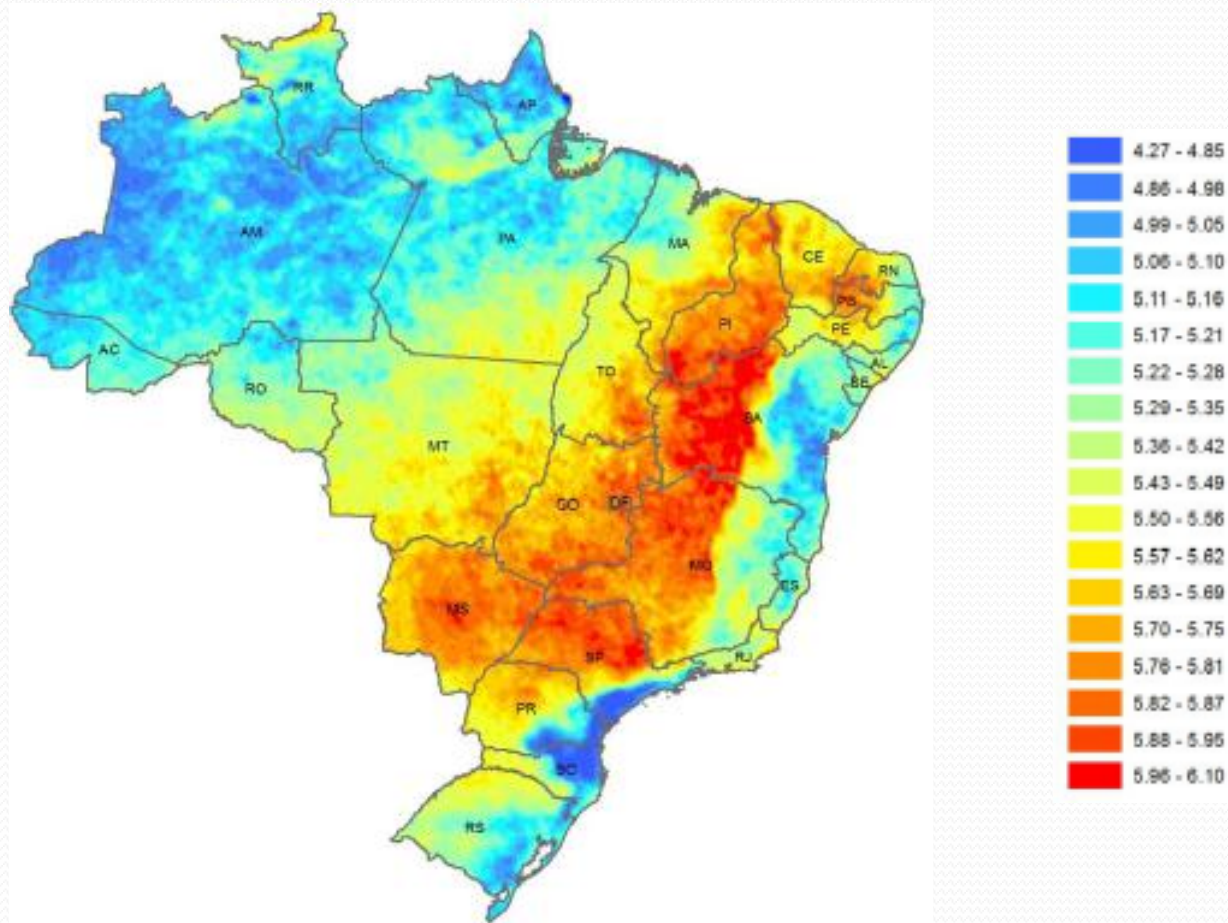 RR
AP
AM
PA
MA
CE
RN
PB
PI
PE
AC
AL
TO
SE
RO
BA
MT
GO
DF
MG
ES
MS
SP
RJ
PR
SC
RS
4.27 - 4.85
4.86 - 4.98
4.99 - 5.05
5.06 - 5.10
5.11 - 5.16
5.17 - 5.21
5.22 - 5.28
5.29 - 5.35
5.36 - 5.42
5.43 - 5.49
5.50 - 5.56
5.57 - 5.62
5.63 - 5.69
5.70 - 5.75
5.76 - 5.81
5.82 - 5.87
5.88 - 5.95
5.96 - 6.10